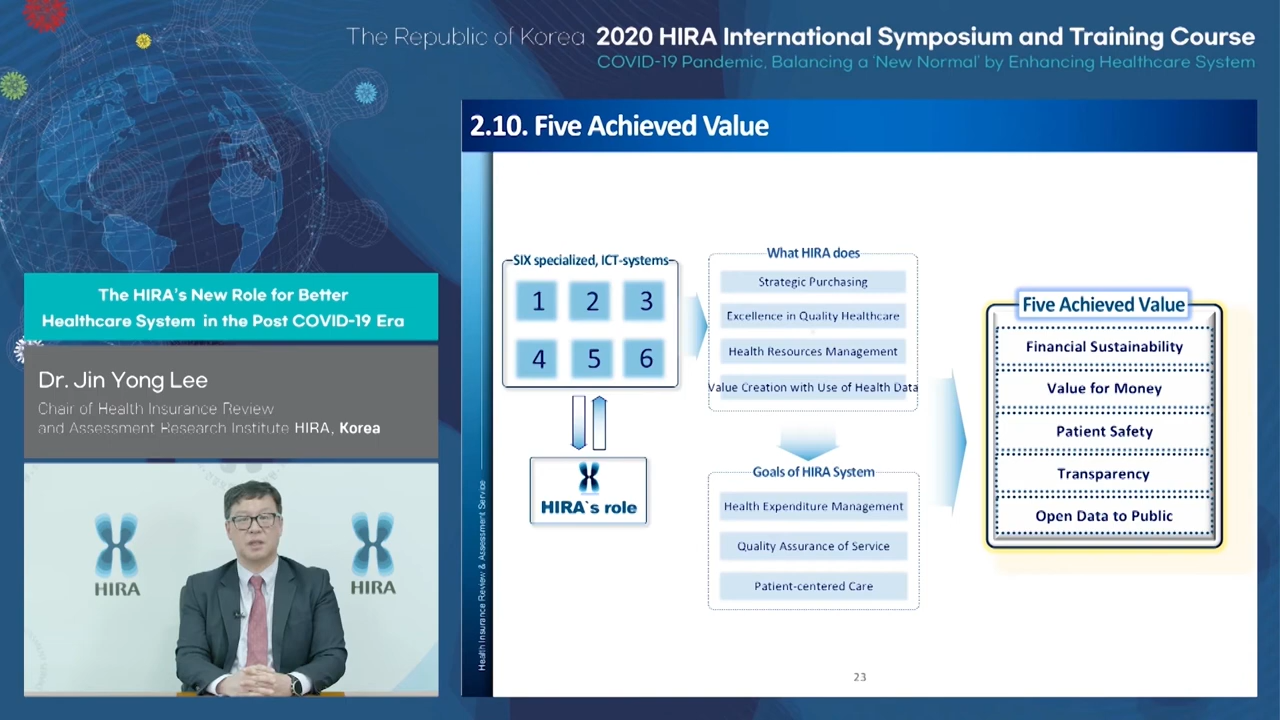 The Republic of Korea 2020 HIRA International Symposium and Training Course
COVID-19 Pandemic, Balancing a 'New Normal' by Enhancing Healthcare System
The HIRA's New Role for Better
Healthcare System in the Post COVID-19 Era
Dr. Jin Yong Lee
Chair of Health Insurance Review
and Assessment Research Institute HIRA, Korea
HIRA
HIRA
2.10. Five Achieved Value
Health Insurance Review & Assessment Service
SIX specialized, ICT-systems
1 2 3
4 5 6
HIRA`s role
What HIRA does
Strategic Purchasing
Excellence in Quality Healthcare
Health Resources Management
Value Creation with Use of Health Data
Goals of HIRA System
Health Expenditure Management
Quality Assurance of Service
Patient-centered Care
Five Achieved Value
Financial Sustainability
Value for Money
Patient Safety
Transparency
Open Data to Public
23